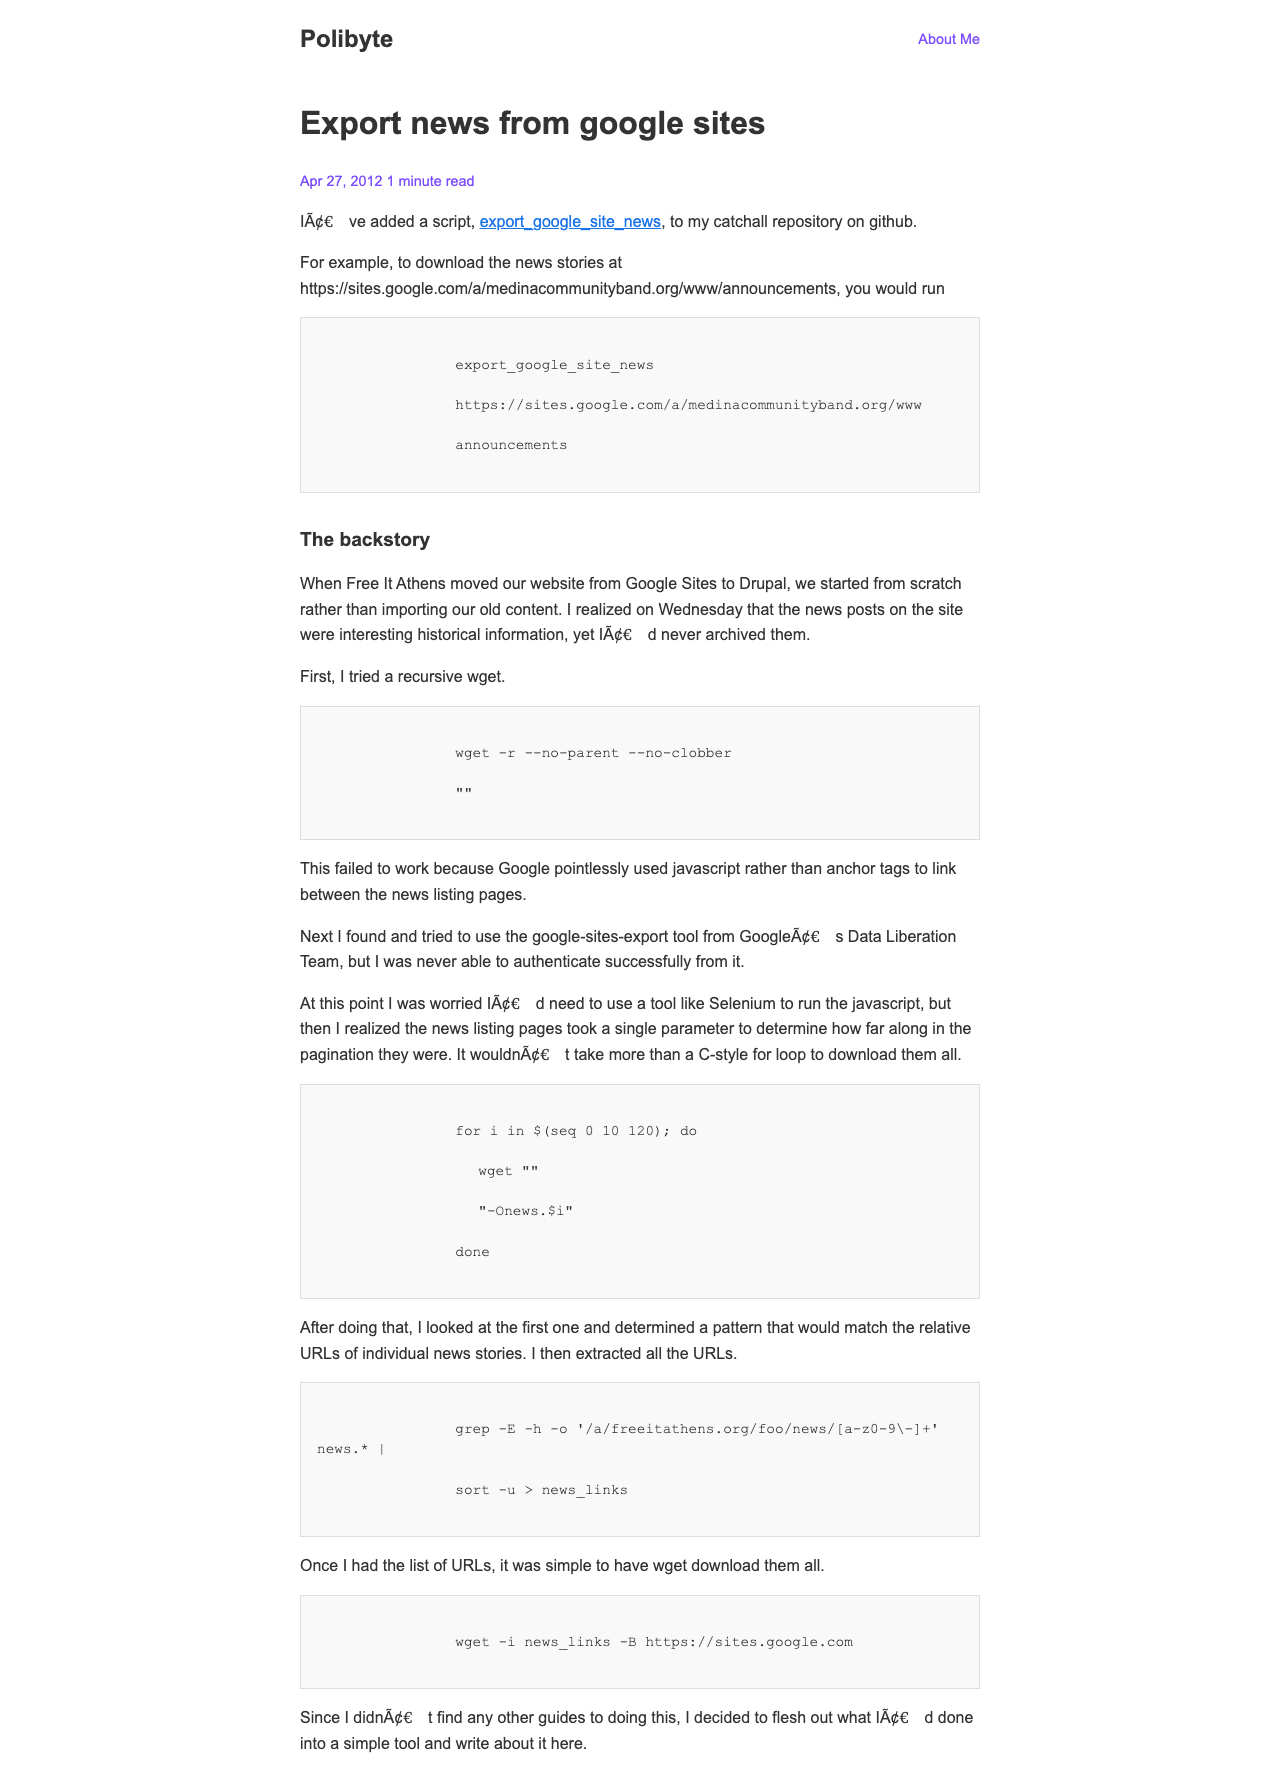 Polibyte
About Me
Export news from google sites
Apr 27, 2012 1 minute read
IÃ¢€ ve added a script, export_google_site_news, to my catchall repository on github.
For example, to download the news stories at
https://sites.google.com/a/medinacommunityband.org/www/announcements, you would run
export_google_site_news
https://sites.google.com/a/medinacommunityband.org/www
announcements
The backstory
When Free It Athens moved our website from Google Sites to Drupal, we started from scratch
rather than importing our old content. I realized on Wednesday that the news posts on the site
were interesting historical information, yet IÃ¢€ d never archived them.
First, I tried a recursive wget.
wget -r --no-parent --no-clobber
""
This failed to work because Google pointlessly used javascript rather than anchor tags to link
between the news listing pages.
Next I found and tried to use the google-sites-export tool from GoogleÃ¢€ s Data Liberation
Team, but I was never able to authenticate successfully from it.
At this point I was worried IÃ¢€ d need to use a tool like Selenium to run the javascript, but
then I realized the news listing pages took a single parameter to determine how far along in the
pagination they were. It wouldnÃ¢€ t take more than a C-style for loop to download them all.
for i in $(seq 0 10 120); do
wget ""
"-Onews.$i"
done
After doing that, I looked at the first one and determined a pattern that would match the relative
URLs of individual news stories. I then extracted all the URLs.
grep -E -h -o '/a/freeitathens.org/foo/news/[a-z0-9\-]+'
news.* |
sort -u > news_links
Once I had the list of URLs, it was simple to have wget download them all.
wget -i news_links -B https://sites.google.com
Since I didnÃ¢€ t find any other guides to doing this, I decided to flesh out what IÃ¢€ d done
into a simple tool and write about it here.